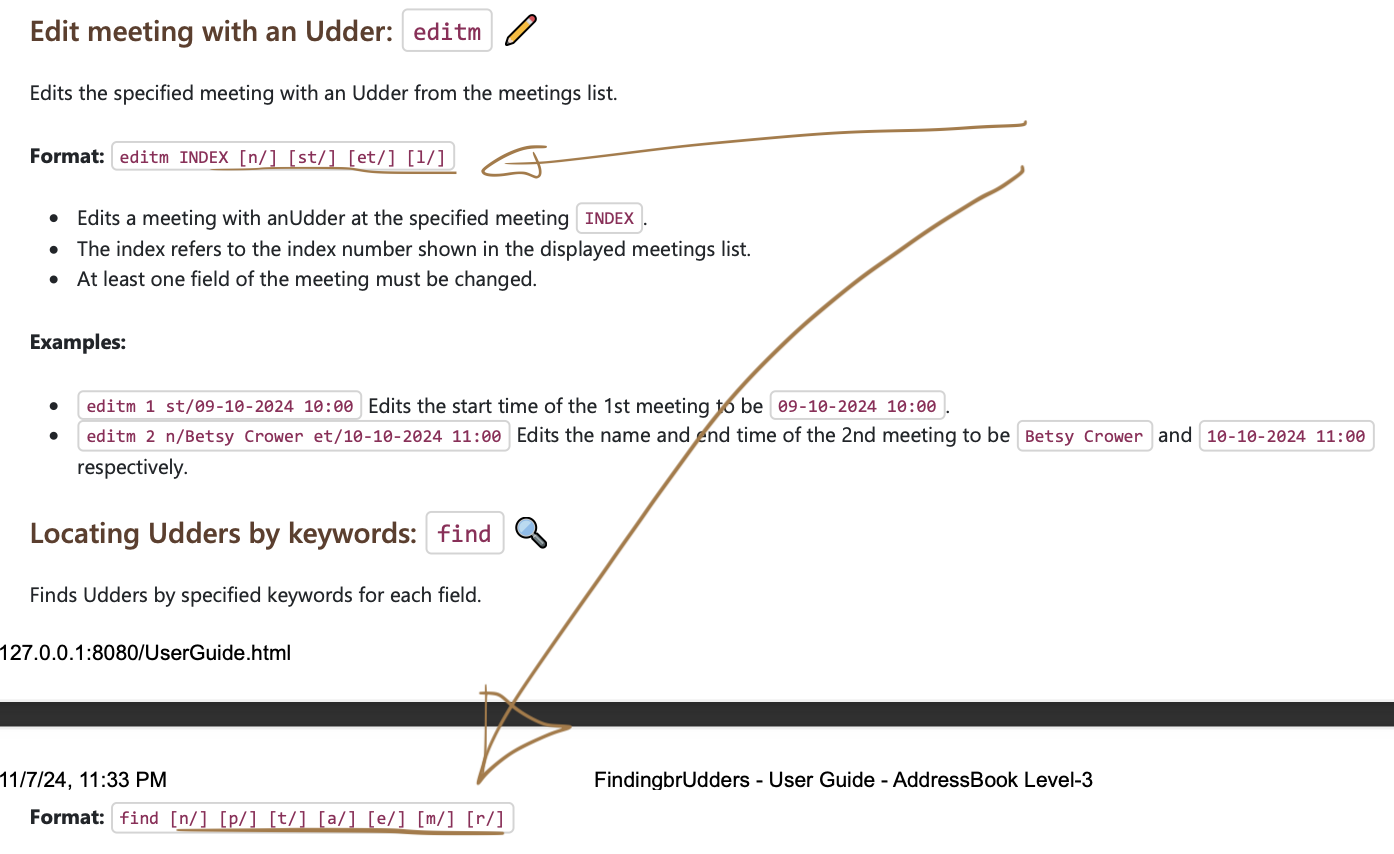 Edit meeting with an Udder: editm
Edits the specified meeting with an Udder from the meetings list.
Format: editm INDEX [n/] [st/] [et/] [l/]
Edits a meeting with anUdder at the specified meeting INDEX.
The index refers to the index number shown in the displayed meetings list.
At least one field of the meeting must be changed.
Examples:
editm 1 st/09-10-2024 10:00 Edits the start time of the 1st meeting to be 09-10-2024 10:00.
editm 2 n/Betsy Crower et/10-10-2024 11:00 Edits the name and end time of the 2nd meeting to be Betsy Crower and 10-10-2024 11:00
respectively.
Locating Udders by keywords: find
Finds Udders by specified keywords for each field.
127.0.0.1:8080/UserGuide.html
11/7/24, 11:33 PM FindingbrUdders - User Guide - AddressBook Level-3
Format: find [n/] [p/] [t/] [a/] [e/] [m/] [r/]